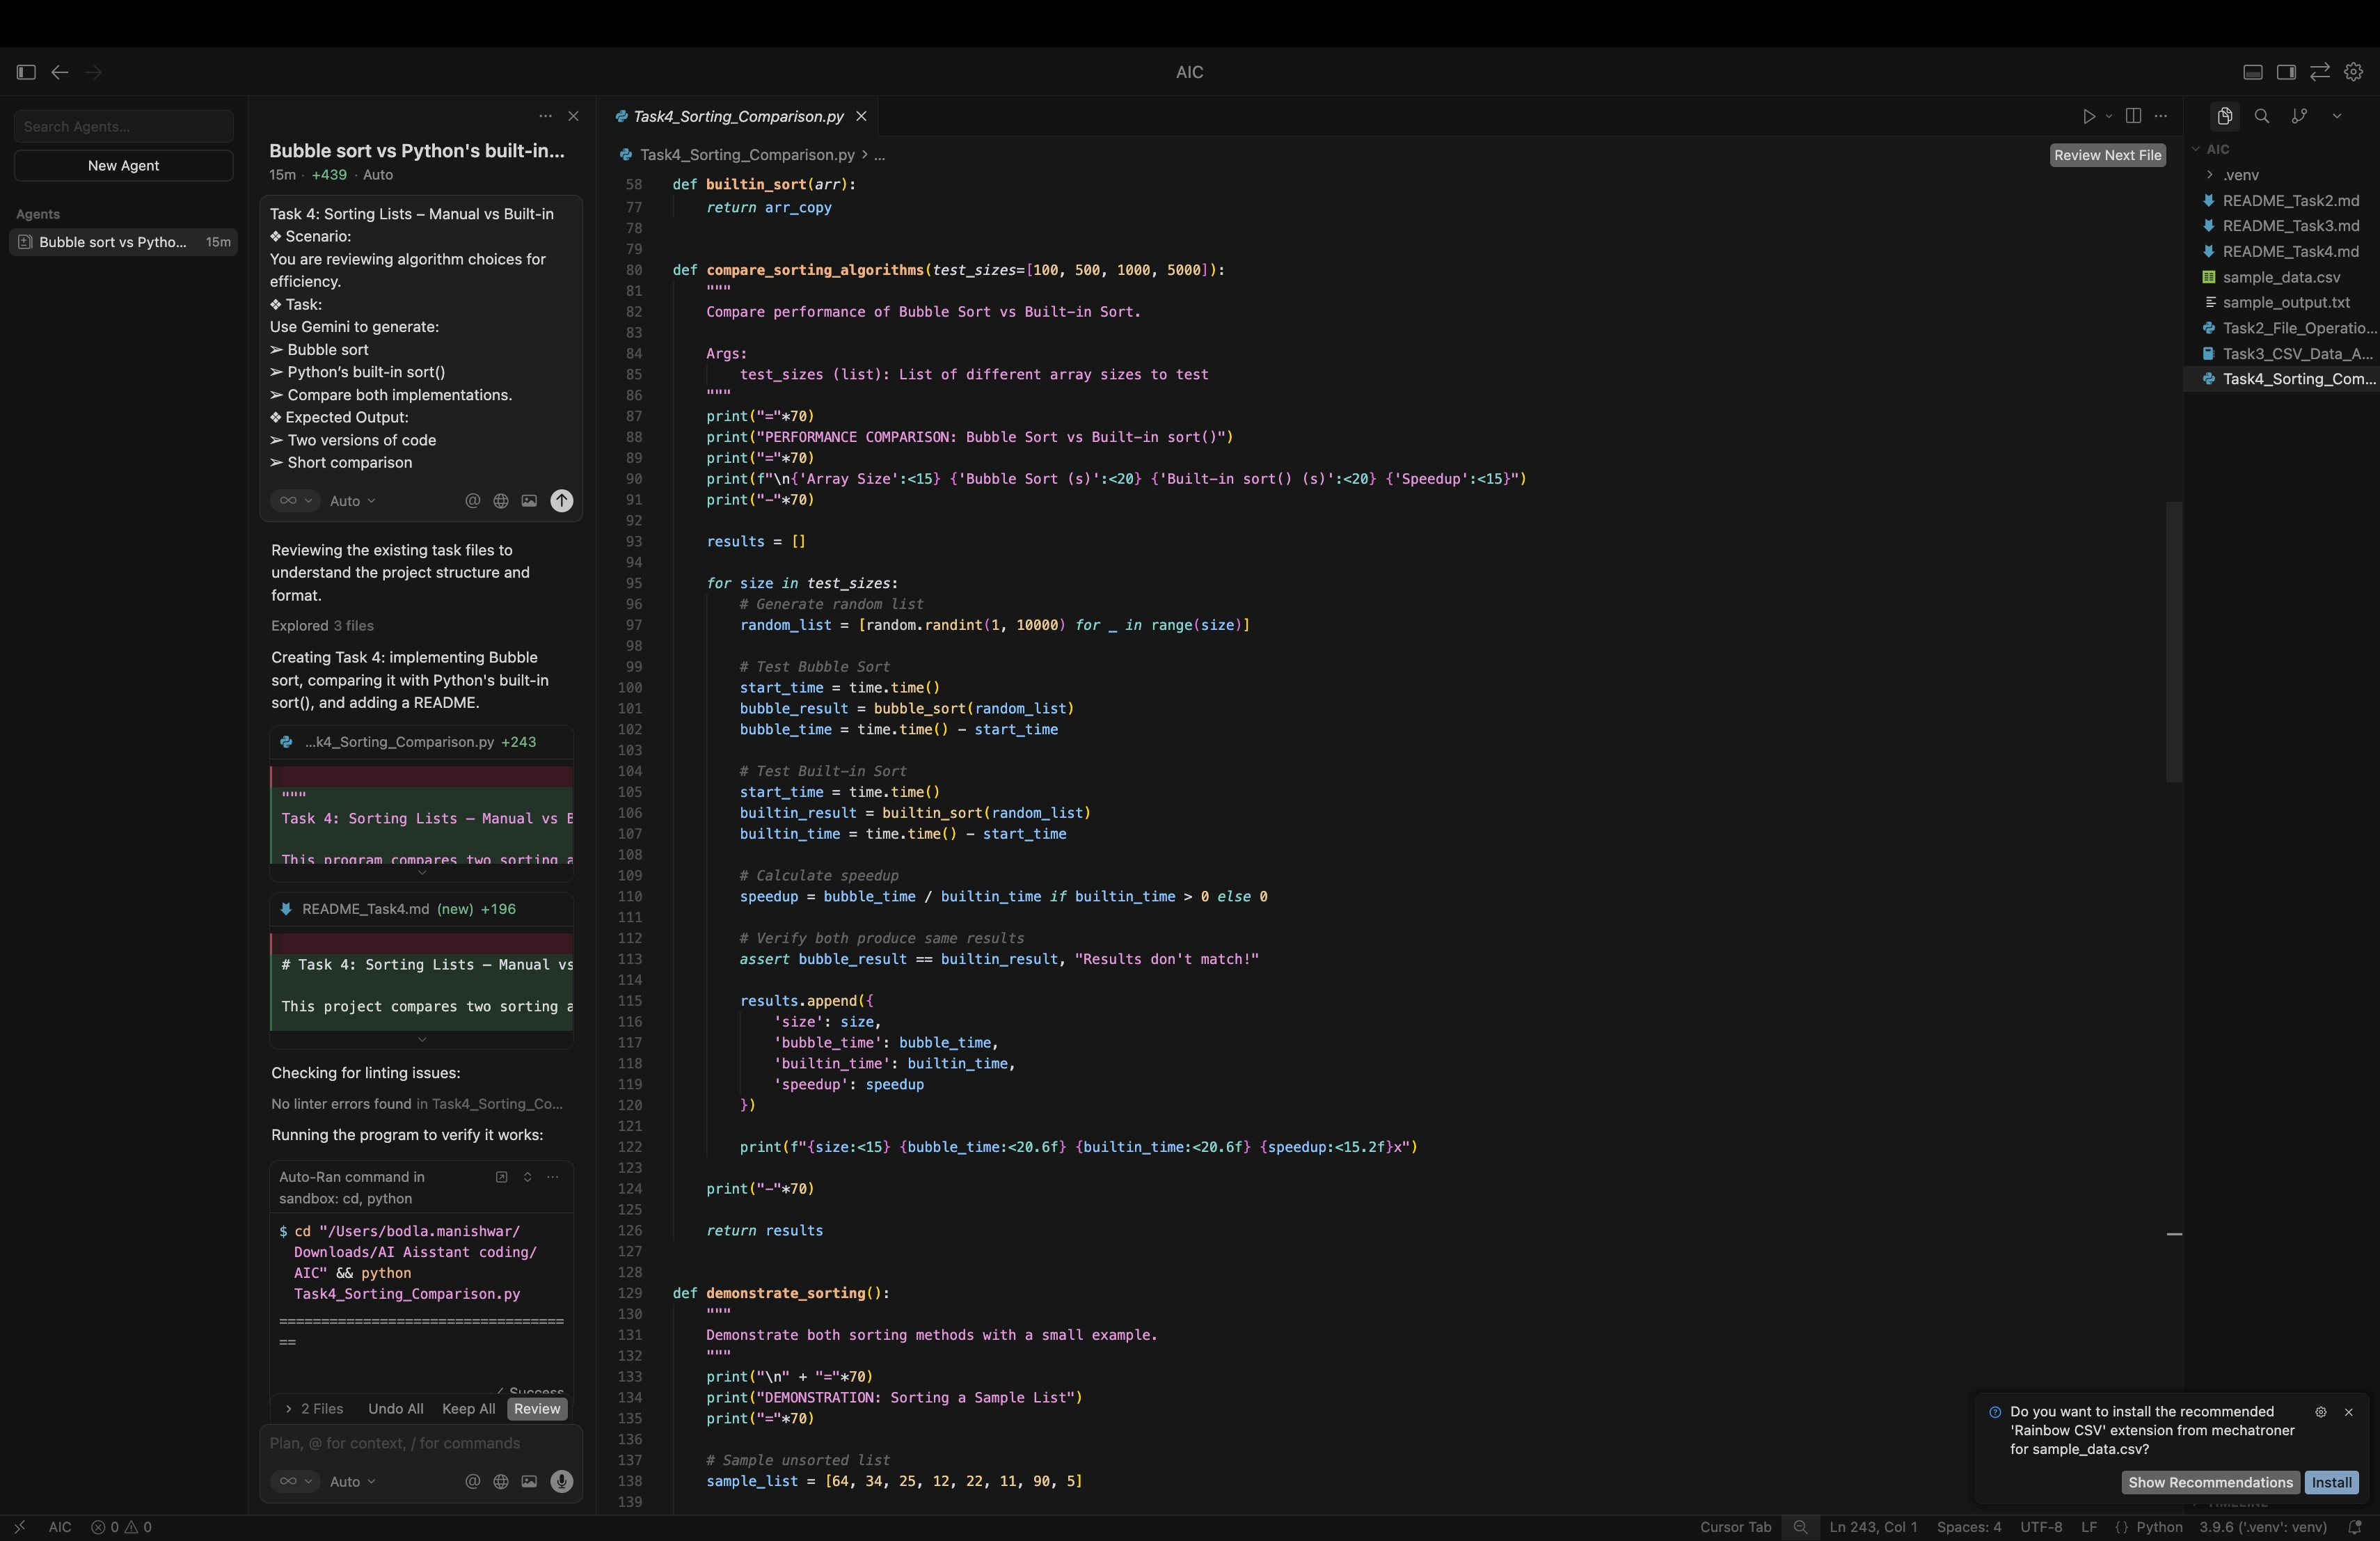 AIC
Search Agents...
New Agent
Agents
Bubble sort vs Pytho... 15m
Bubble sort vs Python's built-in...
15m · +439 · Auto
Task 4: Sorting Lists – Manual vs Built-in
❖ Scenario:
You are reviewing algorithm choices for
efficiency.
❖ Task:
Use Gemini to generate:
➢ Bubble sort
➢ Python’s built-in sort()
➢ Compare both implementations.
❖ Expected Output:
➢ Two versions of code
➢ Short comparison
Auto
Reviewing the existing task files to
understand the project structure and
format.
Explored 3 files
Creating Task 4: implementing Bubble
sort, comparing it with Python's built-in
sort(), and adding a README.
...k4_Sorting_Comparison.py +243
"""
Task 4: Sorting Lists – Manual vs B
This program compares two sorting a
README_Task4.md (new) +196
# Task 4: Sorting Lists – Manual vs
This project compares two sorting a
Checking for linting issues:
No linter errors found in Task4_Sorting_Co...
Running the program to verify it works:
Auto-Ran command in
sandbox: cd, python
$ cd "/Users/bodla.manishwar/
Downloads/AI Aisstant coding/
AIC" && python
Task4_Sorting_Comparison.py
==================================
==
✓ Success
> 2 Files Undo All Keep All Review
Plan, @ for context, / for commands
Auto
Task4_Sorting_Comparison.py
Task4_Sorting_Comparison.py > ...
Review Next File
58 def builtin_sort(arr):
77 return arr_copy
78
79
80 def compare_sorting_algorithms(test_sizes=[100, 500, 1000, 5000]):
81 """
82 Compare performance of Bubble Sort vs Built-in Sort.
83
84 Args:
85 test_sizes (list): List of different array sizes to test
86 """
87 print("="*70)
88 print("PERFORMANCE COMPARISON: Bubble Sort vs Built-in sort()")
89 print("="*70)
90 print(f"\n{'Array Size':<15} {'Bubble Sort (s)':<20} {'Built-in sort() (s)':<20} {'Speedup':<15}")
91 print("-"*70)
92
93 results = []
94
95 for size in test_sizes:
96 # Generate random list
97 random_list = [random.randint(1, 10000) for _ in range(size)]
98
99 # Test Bubble Sort
100 start_time = time.time()
101 bubble_result = bubble_sort(random_list)
102 bubble_time = time.time() - start_time
103
104 # Test Built-in Sort
105 start_time = time.time()
106 builtin_result = builtin_sort(random_list)
107 builtin_time = time.time() - start_time
108
109 # Calculate speedup
110 speedup = bubble_time / builtin_time if builtin_time > 0 else 0
111
112 # Verify both produce same results
113 assert bubble_result == builtin_result, "Results don't match!"
114
115 results.append({
116 'size': size,
117 'bubble_time': bubble_time,
118 'builtin_time': builtin_time,
119 'speedup': speedup
120 })
121
122 print(f"{size:<15} {bubble_time:<20.6f} {builtin_time:<20.6f} {speedup:<15.2f}x")
123
124 print("-"*70)
125
126 return results
127
128
129 def demonstrate_sorting():
130 """
131 Demonstrate both sorting methods with a small example.
132 """
133 print("\n" + "="*70)
134 print("DEMONSTRATION: Sorting a Sample List")
135 print("="*70)
136
137 # Sample unsorted list
138 sample_list = [64, 34, 25, 12, 22, 11, 90, 5]
139
AIC
.venv
README_Task2.md
README_Task3.md
README_Task4.md
sample_data.csv
sample_output.txt
Task2_File_Operatio...
Task3_CSV_Data_A...
Task4_Sorting_Com...
Do you want to install the recommended
'Rainbow CSV' extension from mechatroner
for sample_data.csv?
Show Recommendations Install
TIMELINE
AIC 0 0 Cursor Tab Ln 243, Col 1 Spaces: 4 UTF-8 LF {} Python 3.9.6 ('.venv': venv)